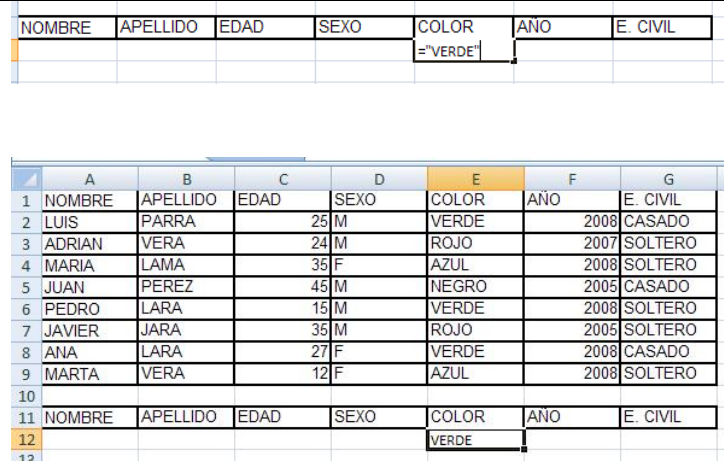 NOMBRE APELLIDO EDAD SEXO COLOR AÑO E. CIVIL
="VERDE"
A B C D E F G
1 NOMBRE APELLIDO EDAD SEXO COLOR AÑO E. CIVIL
2 LUIS PARRA 25 M VERDE 2008 CASADO
3 ADRIAN VERA 24 M ROJO 2007 SOLTERO
4 MARIA LAMA 35 F AZUL 2008 SOLTERO
5 JUAN PEREZ 45 M NEGRO 2005 CASADO
6 PEDRO LARA 15 M VERDE 2008 SOLTERO
7 JAVIER JARA 35 M ROJO 2005 SOLTERO
8 ANA LARA 27 F VERDE 2008 CASADO
9 MARTA VERA 12 F AZUL 2008 SOLTERO
10
11 NOMBRE APELLIDO EDAD SEXO COLOR AÑO E. CIVIL
12 VERDE
13